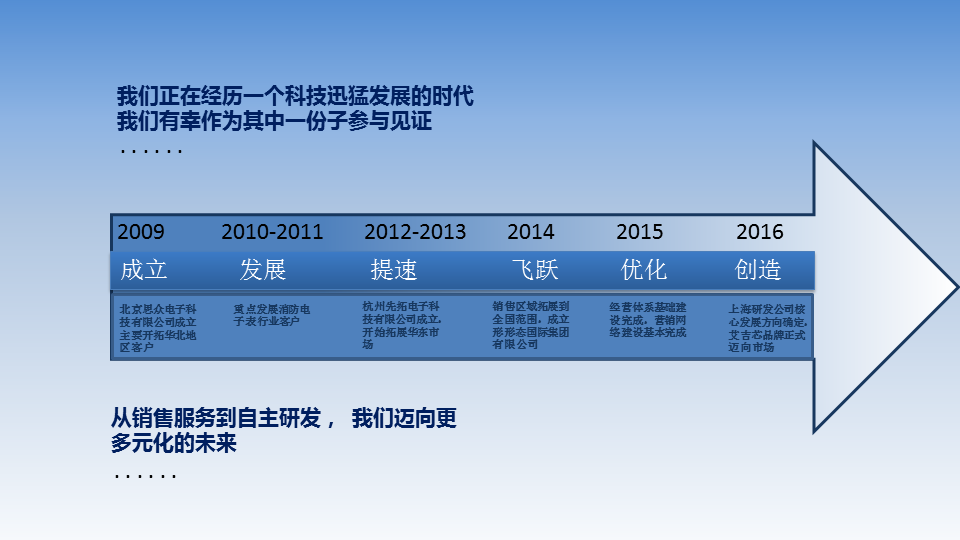 我们正在经历一个科技迅猛发展的时代
我们有幸作为其中一份子参与见证
......
2009 2010-2011 2012-2013 2014 2015 2016
成立 发展 提速 飞跃 优化 创造
北京恩众电子科
技有限公司成立
主要开拓华北地
区客户
重点发展消防电
子表行业客户
杭州先拓电子科
技有限公司成立，
开始拓展华东市
场
销售区域拓展到
全国范围，成立
形形态国际集团
有限公司
经营体系基础建
设完成，营销网
络建设基本完成
上海研发公司核
心发展方向确定，
艾吉芯品牌正式
迈向市场
从销售服务到自主研发， 我们迈向更
多元化的未来
......